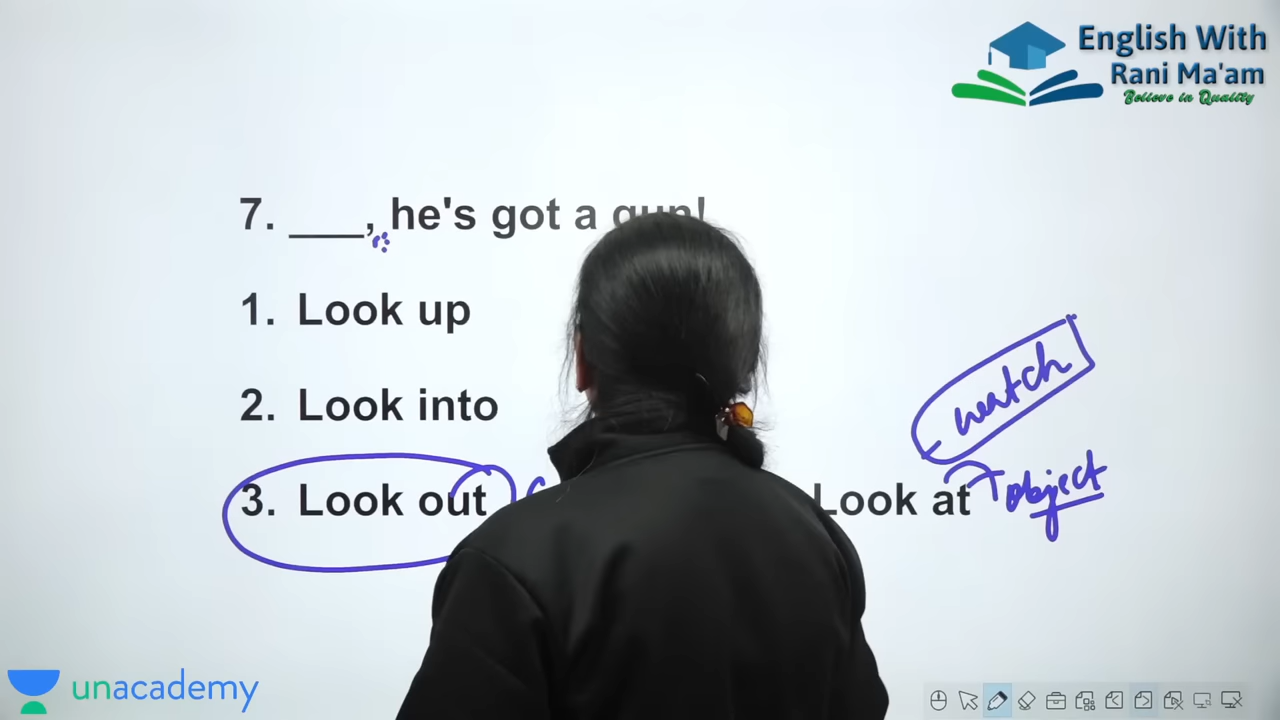 English With
Rani Ma'am
Believe in Quality
7. ___, he's got a gun!
1. Look up
2. Look into
watch
3. Look out
Look at
object
unacademy